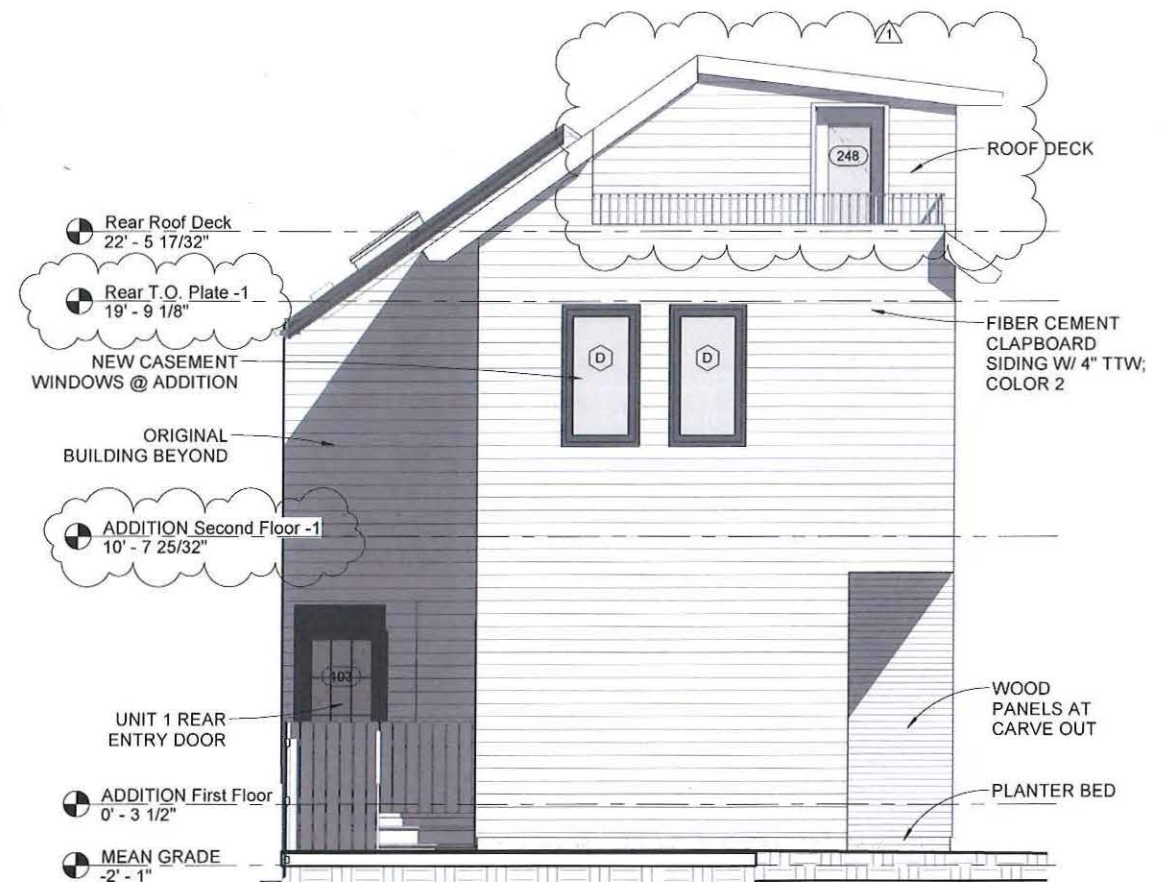 1
248
ROOF DECK
Rear Roof Deck
22' - 5 17/32"
Rear T.O. Plate -1
19' - 9 1/8"
NEW CASEMENT
WINDOWS @ ADDITION
D
D
FIBER CEMENT
CLAPBOARD
SIDING W/ 4" TTW;
COLOR 2
ORIGINAL
BUILDING BEYOND
ADDITION Second Floor -1
10' - 7 25/32"
103
UNIT 1 REAR
ENTRY DOOR
WOOD
PANELS AT
CARVE OUT
ADDITION First Floor
0' - 3 1/2"
PLANTER BED
MEAN GRADE
-2' - 1"